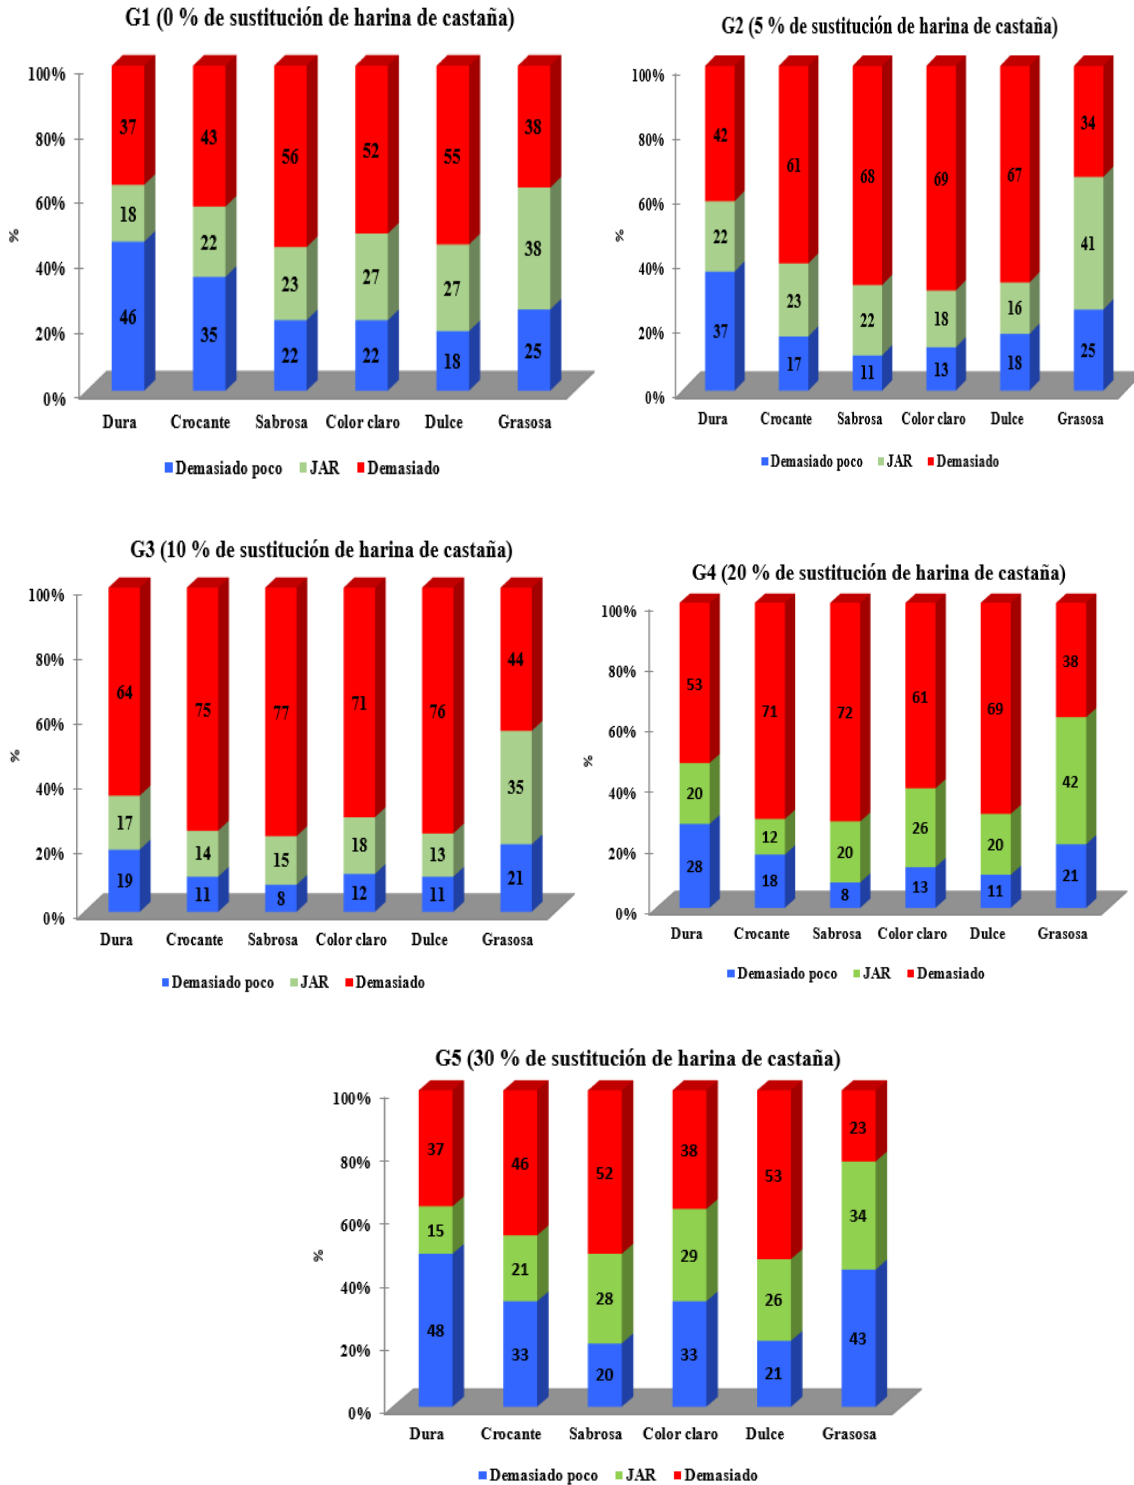 G1 (0 % de sustitución de harina de castaña)
100%
80%
60%
40%
20%
0%
%
37 43 56 52 55 38
18 22 23 27 27 38
46 35 22 22 18 25
Dura Crocante Sabrosa Color claro Dulce Grasosa
Demasiado poco JAR Demasiado
G2 (5 % de sustitución de harina de castaña)
100%
80%
60%
40%
20%
0%
%
42 61 68 69 67 34
22 23 22 18 16 41
37 17 11 13 18 25
Dura Crocante Sabrosa Color claro Dulce Grasosa
Demasiado poco JAR Demasiado
G3 (10 % de sustitución de harina de castaña)
100%
80%
60%
40%
20%
0%
%
64 75 77 71 76 44
17 14 15 18 13 35
19 11 8 12 11 21
Dura Crocante Sabrosa Color claro Dulce Grasosa
Demasiado poco JAR Demasiado
G4 (20 % de sustitución de harina de castaña)
100%
80%
60%
40%
20%
0%
%
53 71 72 61 69 38
20 12 20 26 20 42
28 18 8 13 11 21
Dura Crocante Sabrosa Color claro Dulce Grasosa
Demasiado poco JAR Demasiado
G5 (30 % de sustitución de harina de castaña)
100%
80%
60%
40%
20%
0%
%
37 46 52 38 53 23
15 21 28 29 26 34
48 33 20 33 21 43
Dura Crocante Sabrosa Color claro Dulce Grasosa
Demasiado poco JAR Demasiado